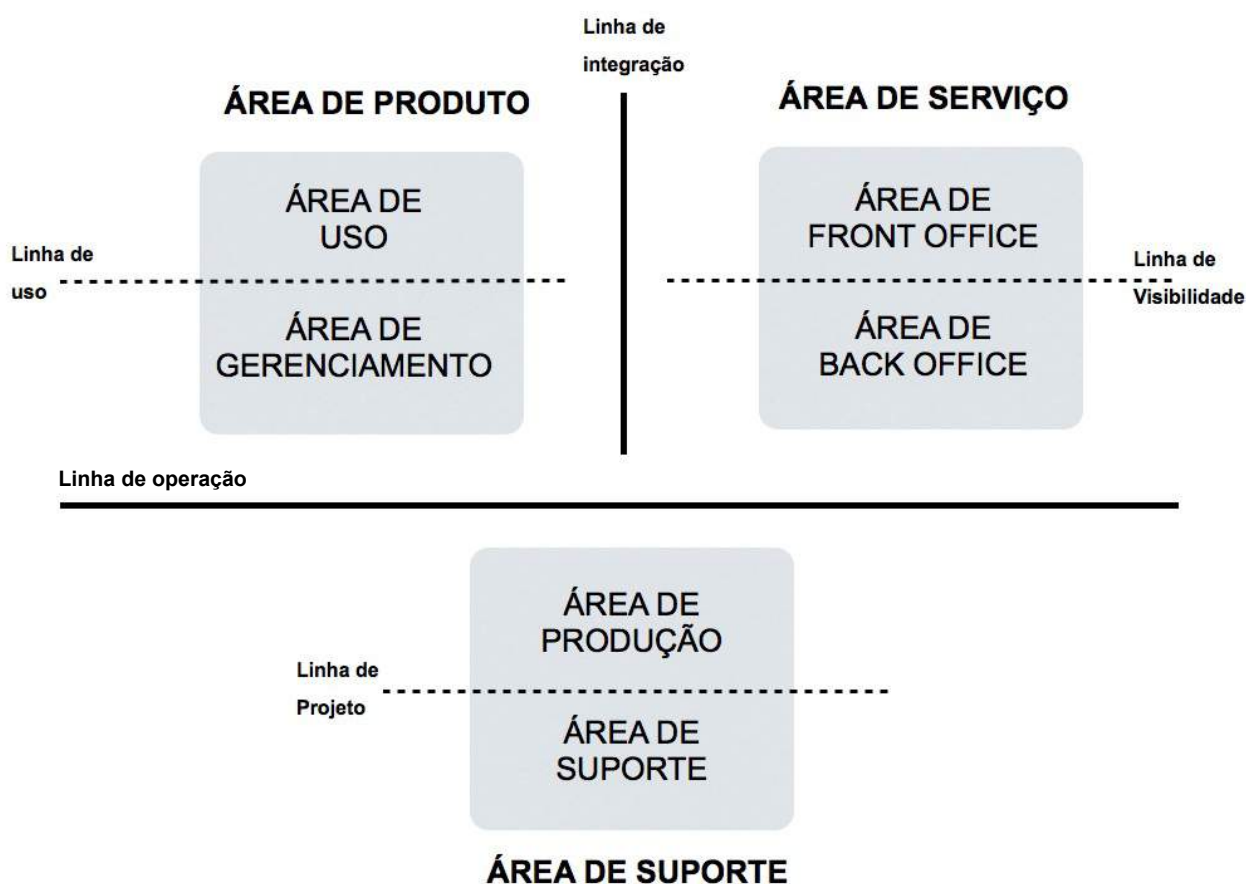 Linha de
integração
ÁREA DE PRODUTO
ÁREA DE SERVIÇO
ÁREA DE
USO
ÁREA DE
FRONT OFFICE
Linha de
uso
Linha de
Visibilidade
ÁREA DE
GERENCIAMENTO
ÁREA DE
BACK OFFICE
Linha de operação
ÁREA DE
PRODUÇÃO
Linha de
Projeto
ÁREA DE
SUPORTE
ÁREA DE SUPORTE